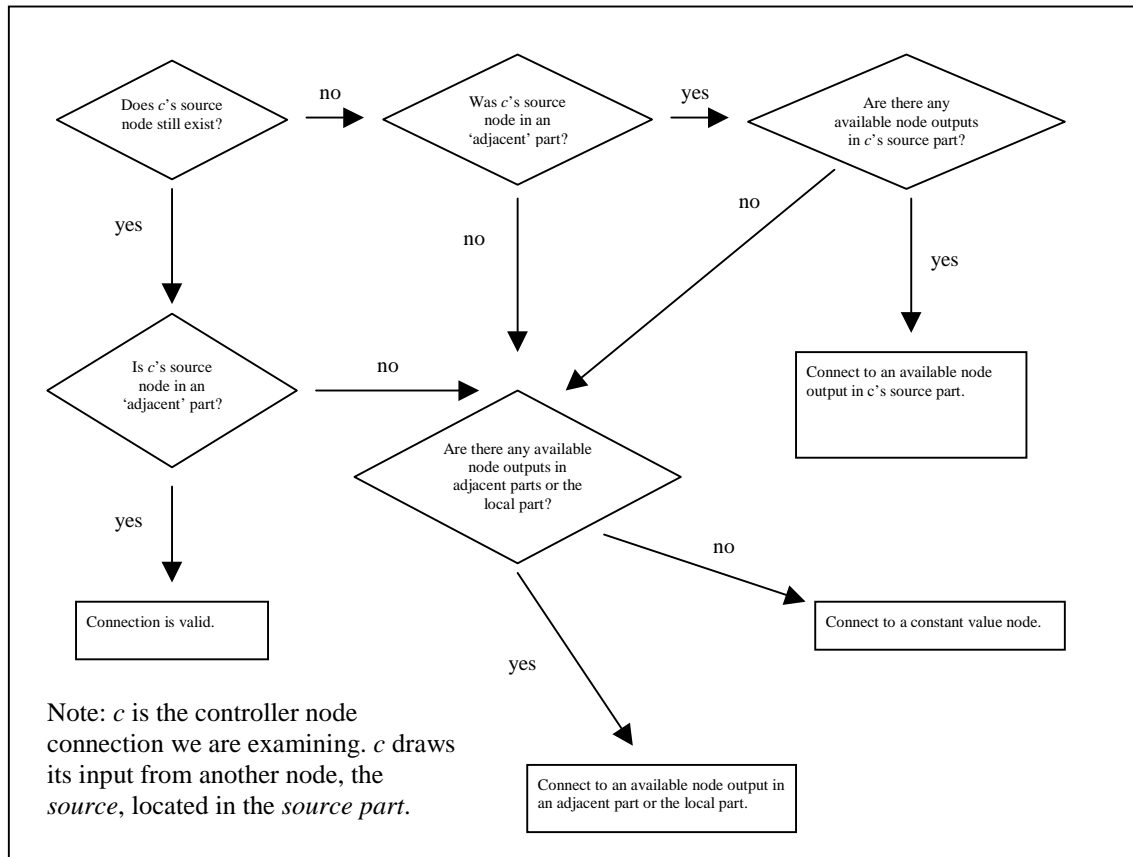 Does c's source
node still exist?
no
Was c's source
node in an
'adjacent' part?
yes
Are there any
available node outputs
in c's source part?
yes
no
no
yes
Is c's source
node in an
'adjacent' part?
no
Connect to an available node
output in c's source part.
Are there any available
node outputs in
adjacent parts or the
local part?
yes
no
Connection is valid.
Connect to a constant value node.
yes
Note: c is the controller node
connection we are examining. c draws
its input from another node, the
source, located in the source part.
Connect to an available node output in
an adjacent part or the local part.